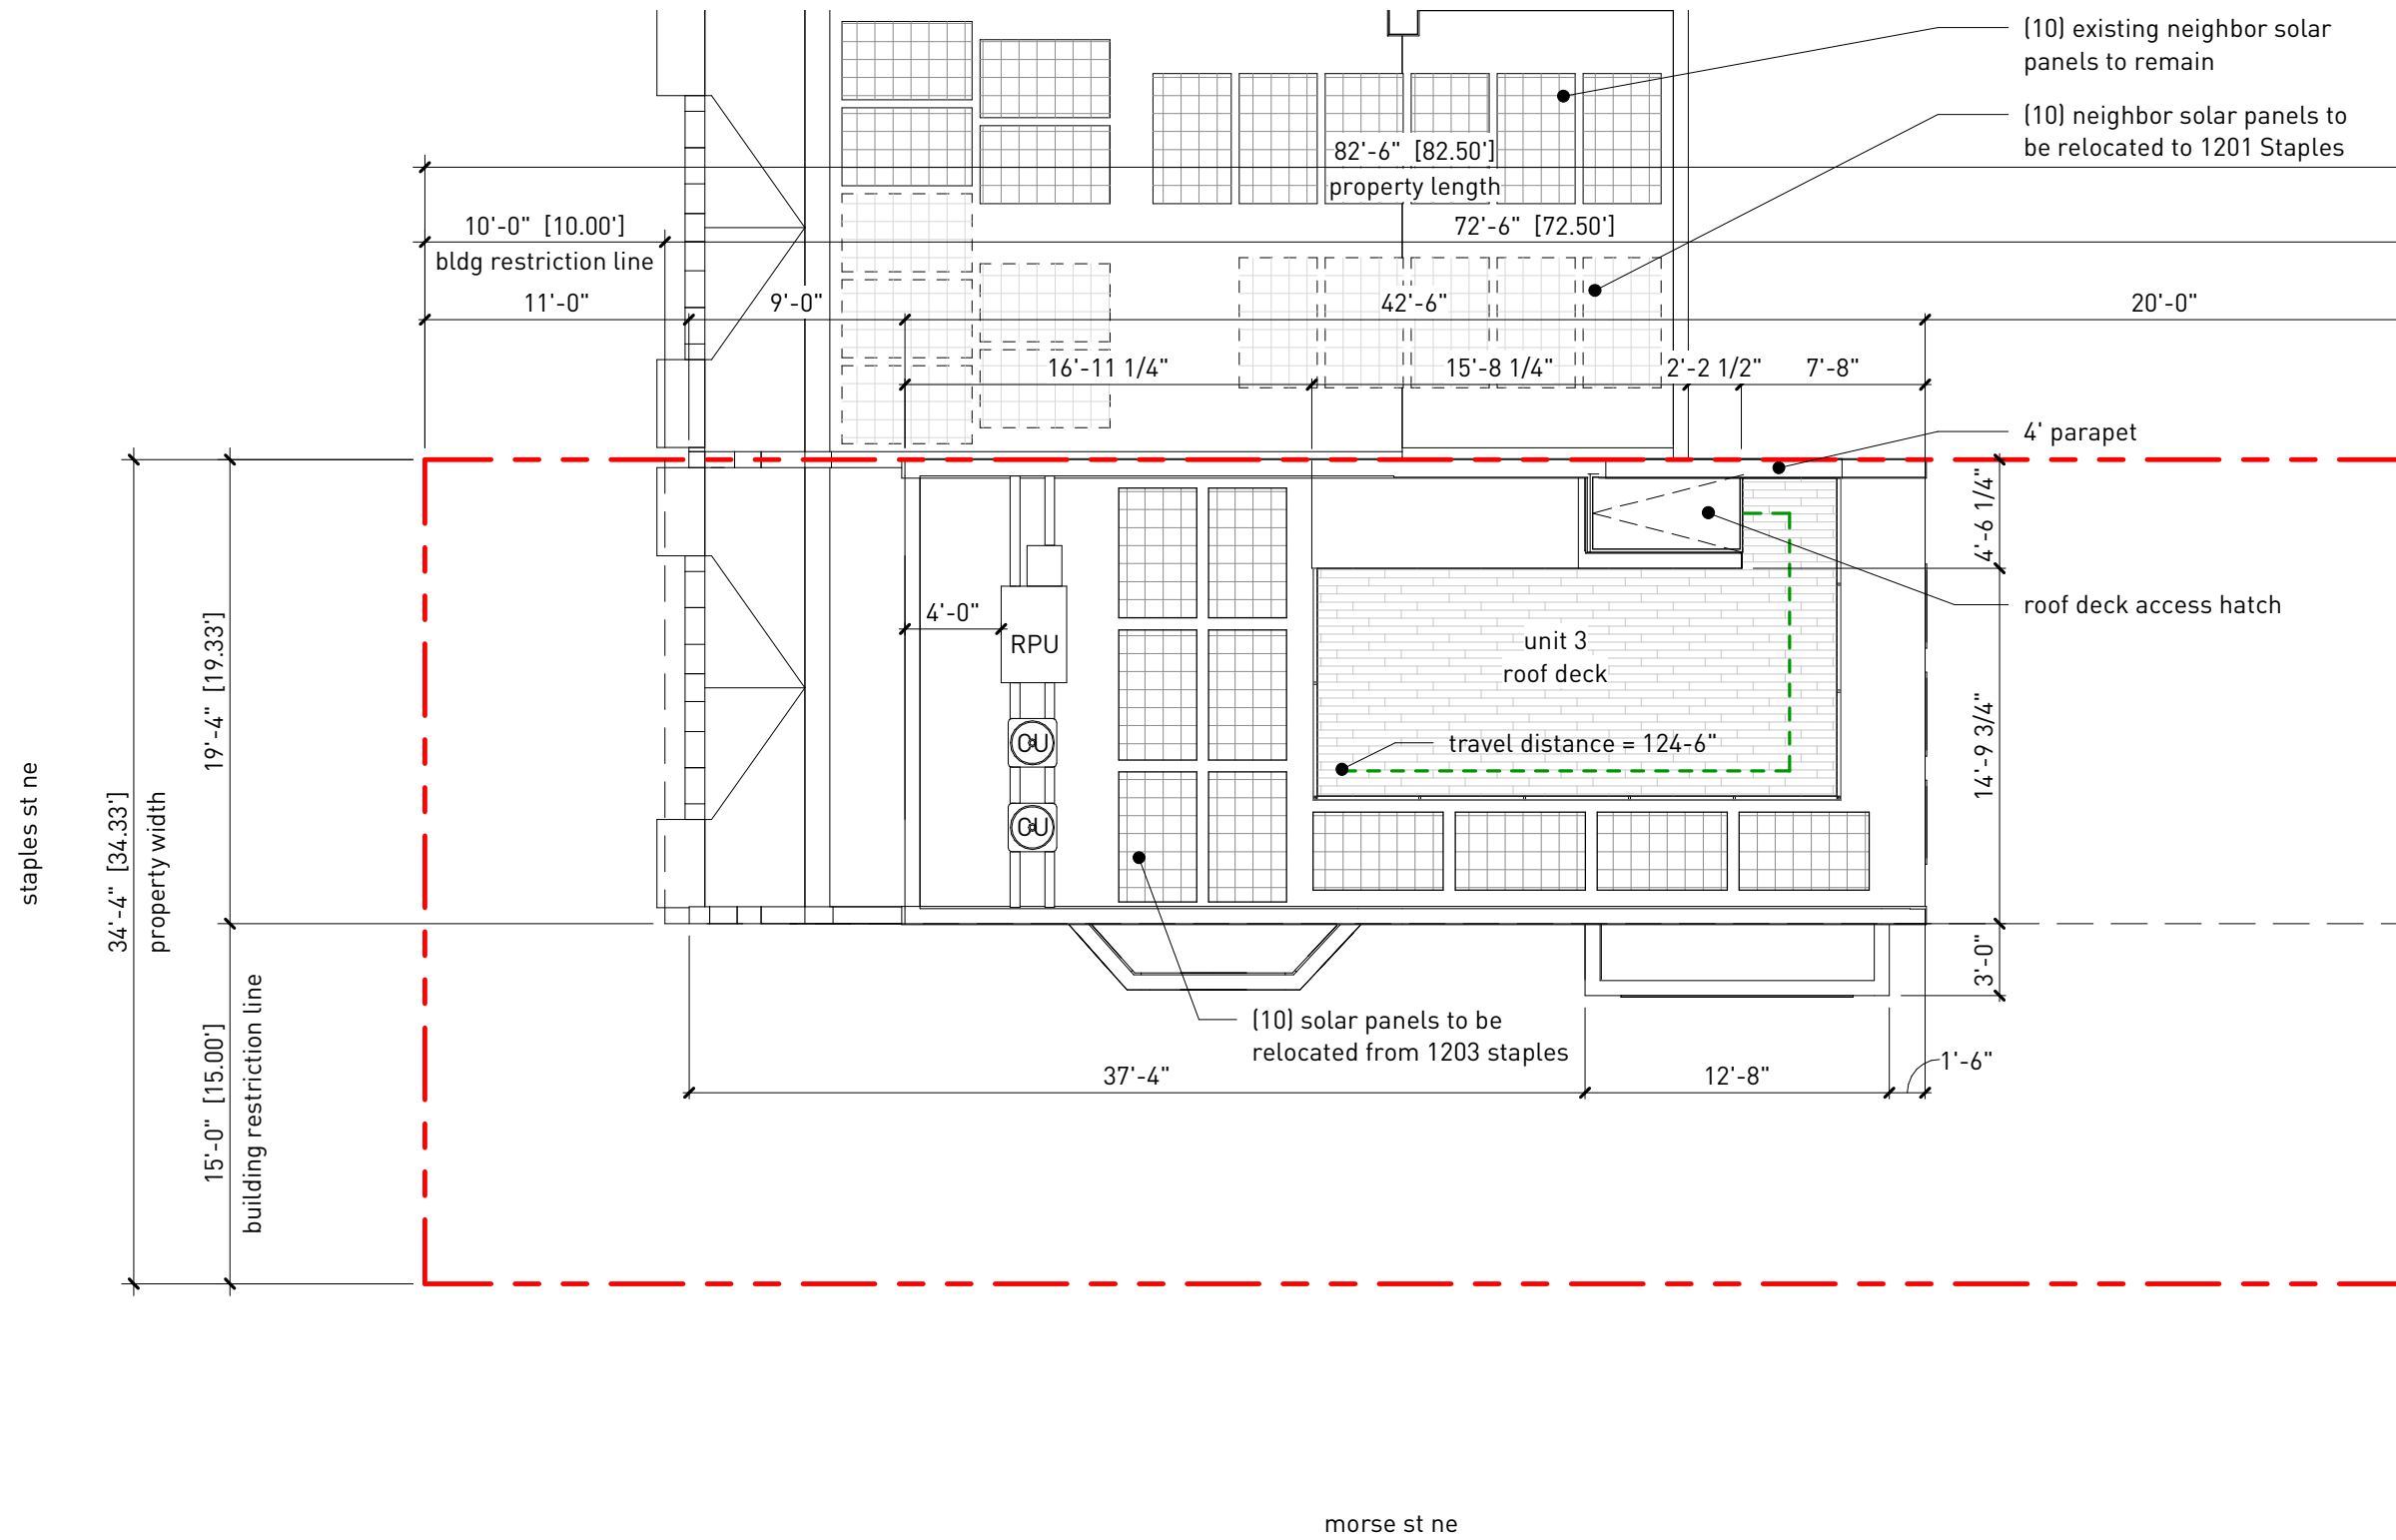 (10) existing neighbor solar
panels to remain
(10) neighbor solar panels to
be relocated to 1201 Staples
82'-6" [82.50']
property length
10'-0" [10.00']
bldg restriction line
72'-6" [72.50']
11'-0"
9'-0"
42'-6"
20'-0"
16'-11 1/4"
15'-8 1/4"
2'-2 1/2"
7'-8"
4' parapet
4'-6 1/4"
roof deck access hatch
4'-0"
RPU
unit 3
roof deck
travel distance = 124-6"
CU
CU
14'-9 3/4"
3'-0"
19'-4" [19.33']
34'-4" [34.33']
property width
staples st ne
15'-0" [15.00']
building restriction line
(10) solar panels to be
relocated from 1203 staples
37'-4"
12'-8"
1'-6"
morse st ne